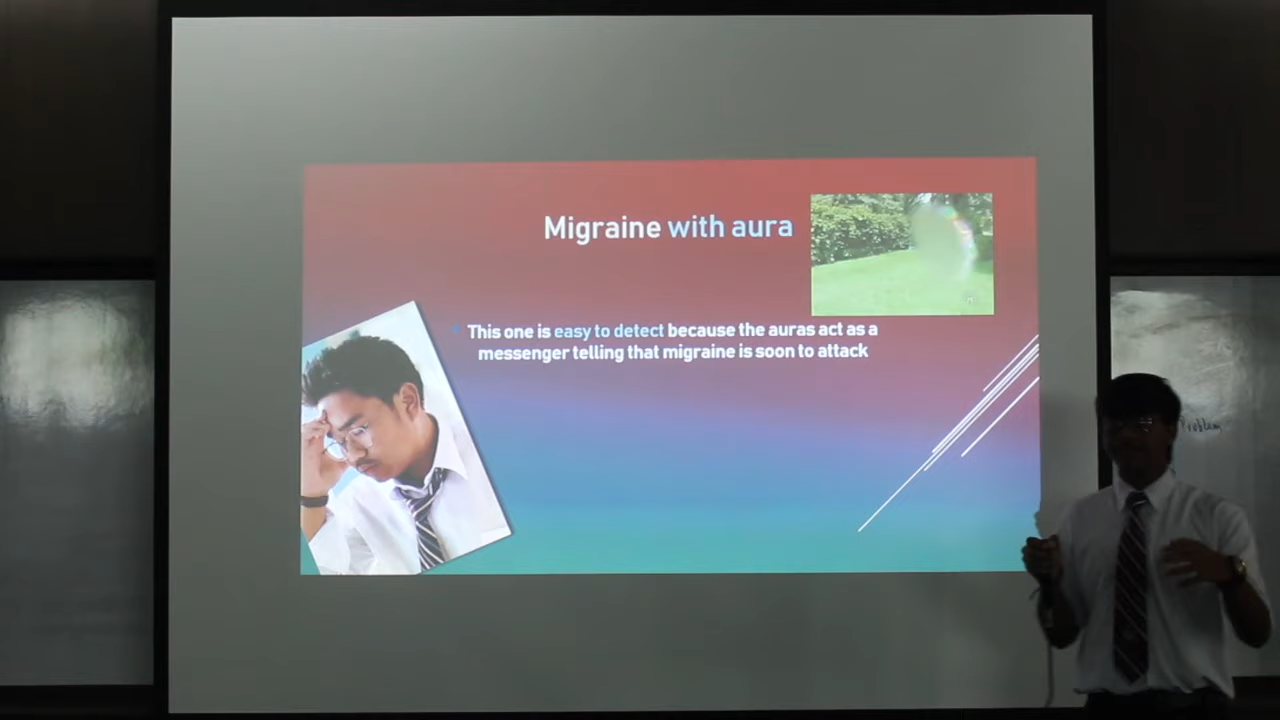 Migraine with aura
This one is easy to detect because the auras act as a
messenger telling that migraine is soon to attack
Problem